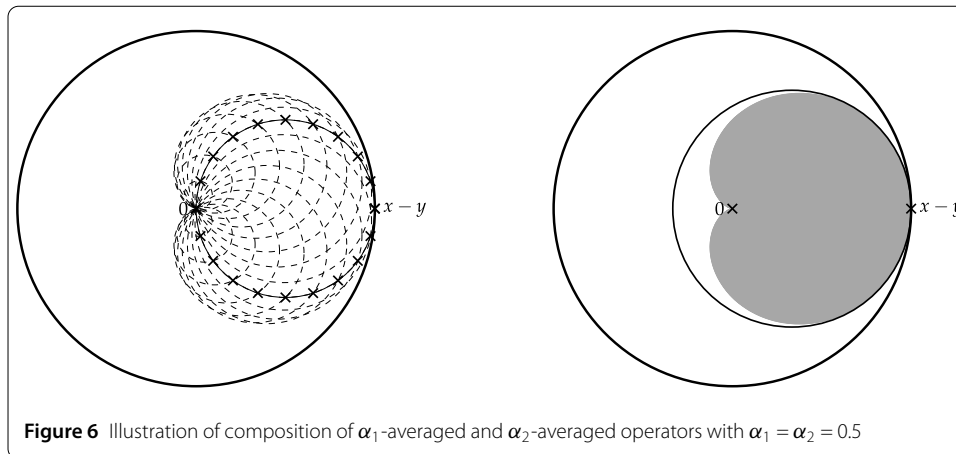 0
x − y
0
x − y
Figure 6 Illustration of composition of α₁-averaged and α₂-averaged operators with α₁ = α₂ = 0.5